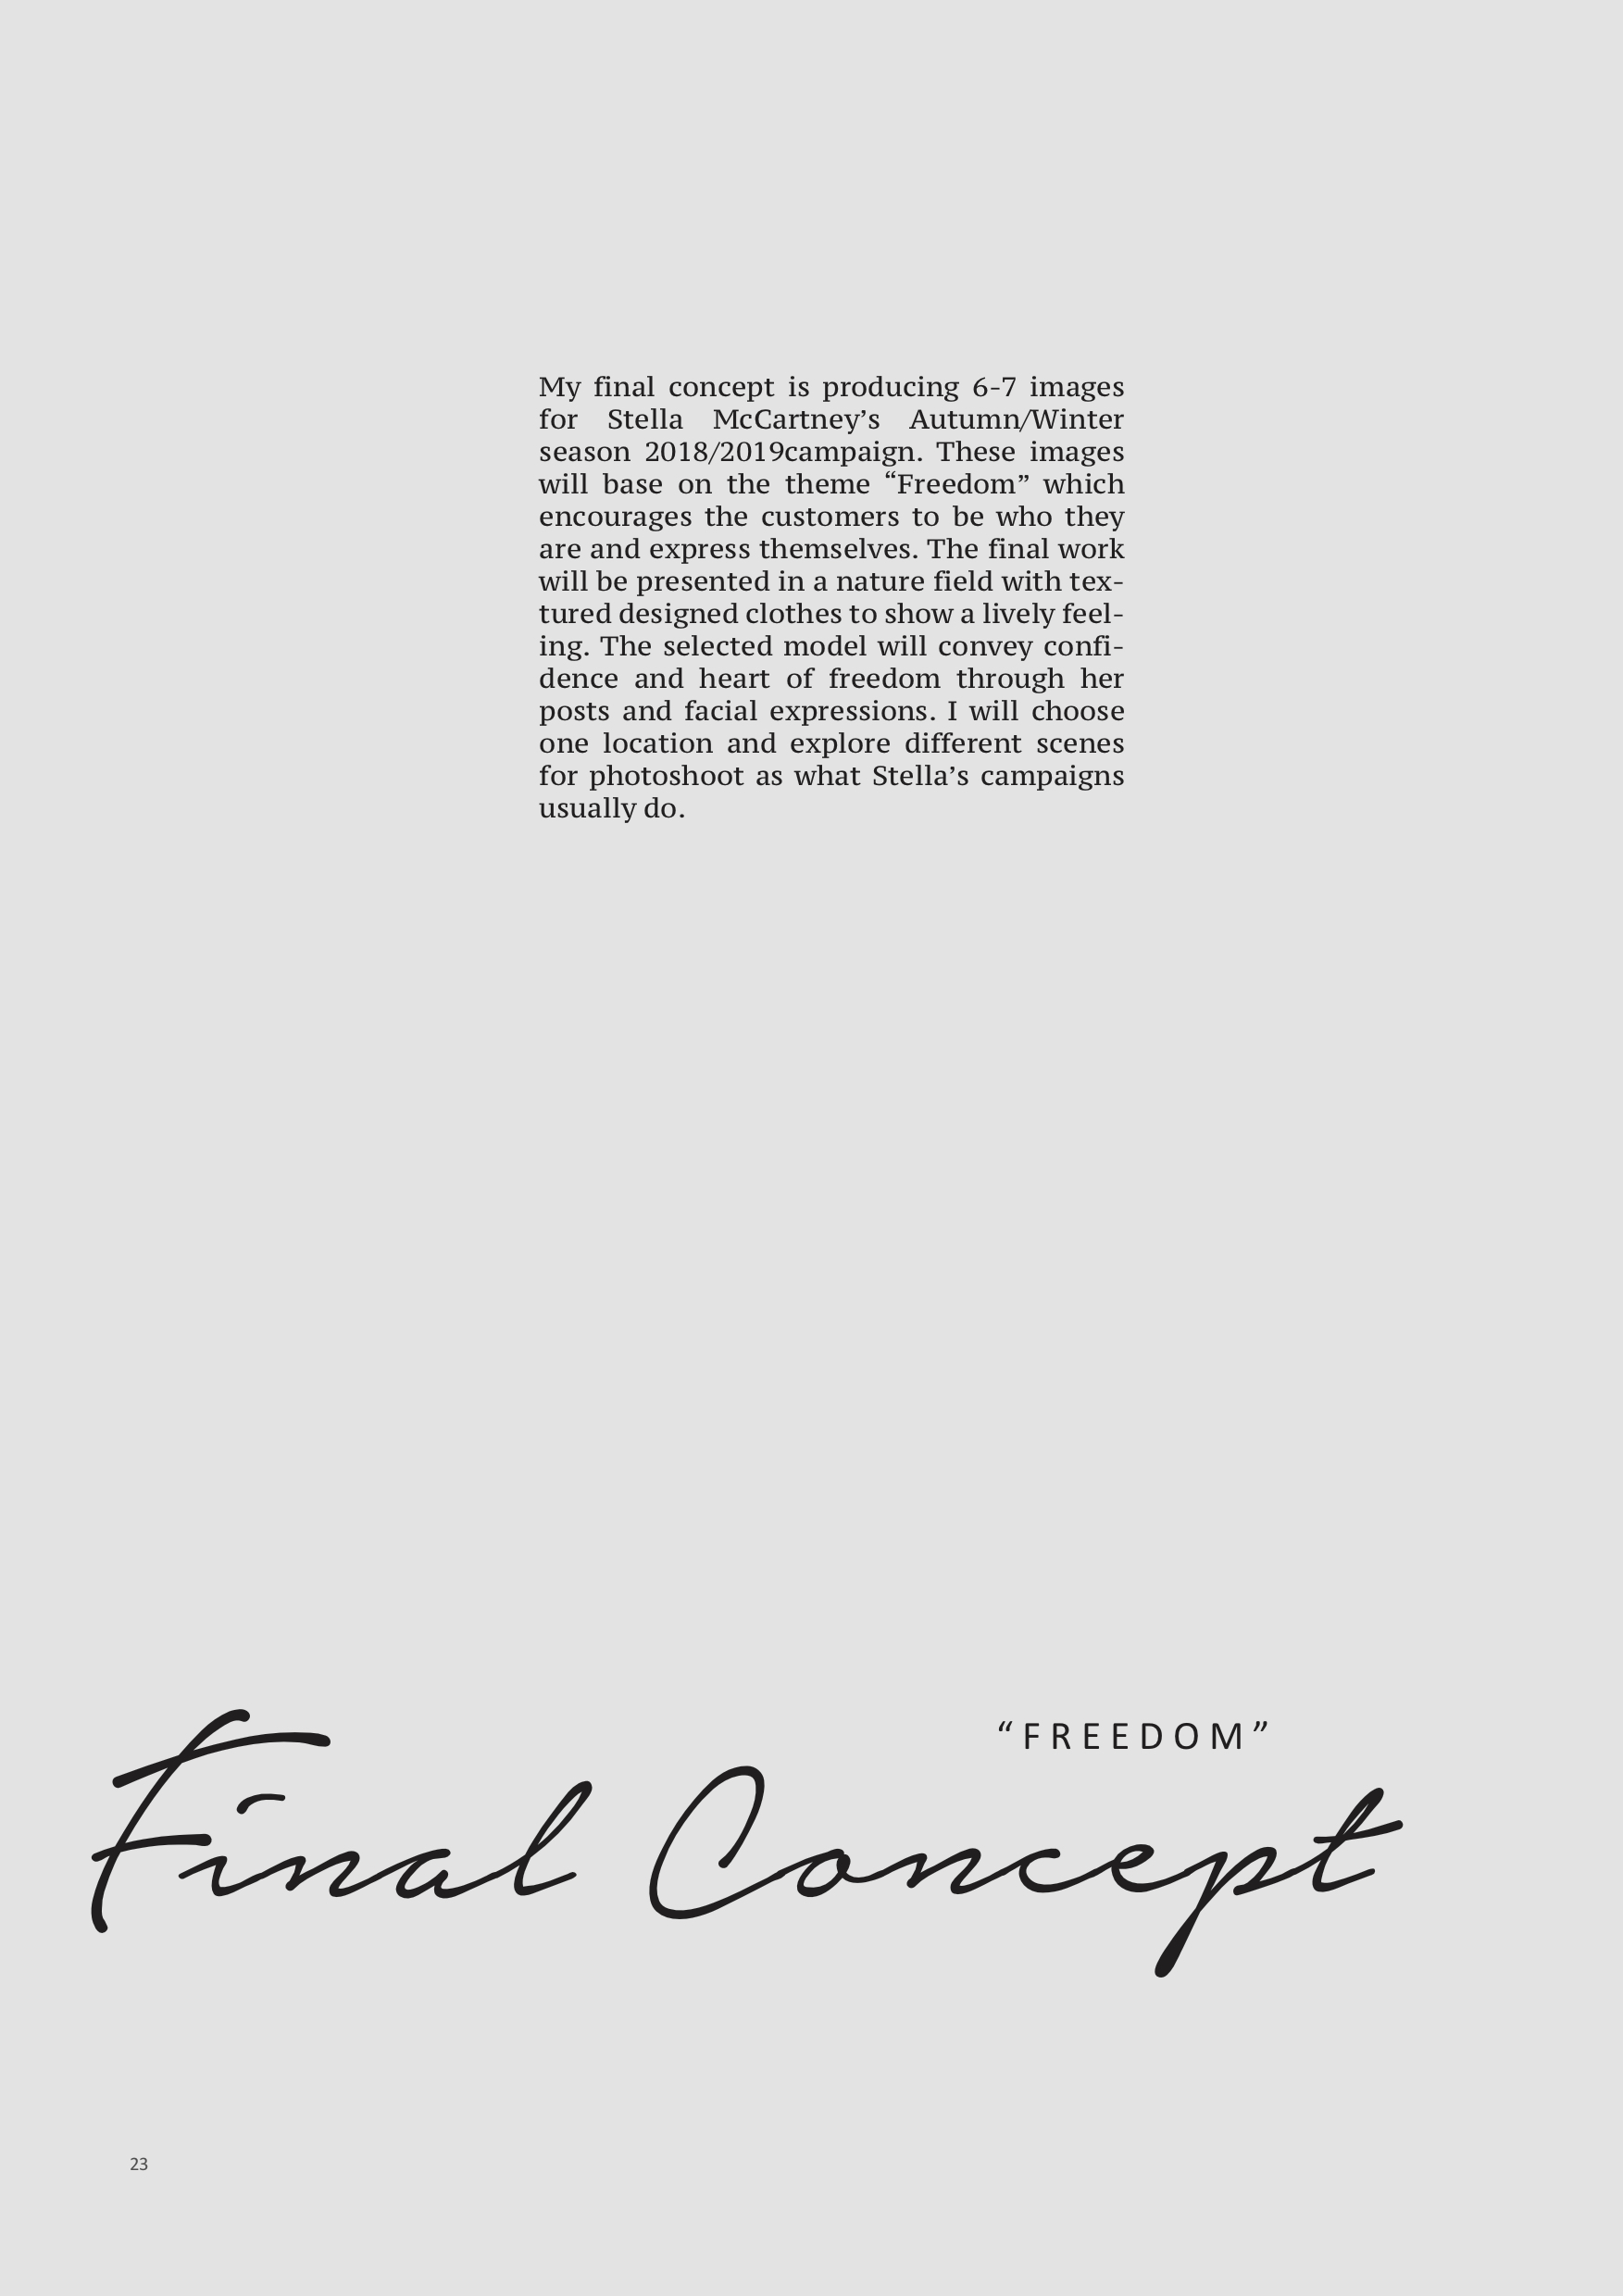 My final concept is producing 6-7 images
for Stella McCartney’s Autumn/Winter
season 2018/2019campaign. These images
will base on the theme “Freedom” which
encourages the customers to be who they
are and express themselves. The final work
will be presented in a nature field with tex-
tured designed clothes to show a lively feel-
ing. The selected model will convey confi-
dence and heart of freedom through her
posts and facial expressions. I will choose
one location and explore different scenes
for photoshoot as what Stella’s campaigns
usually do.
“FREEDOM”
Final Concept
23